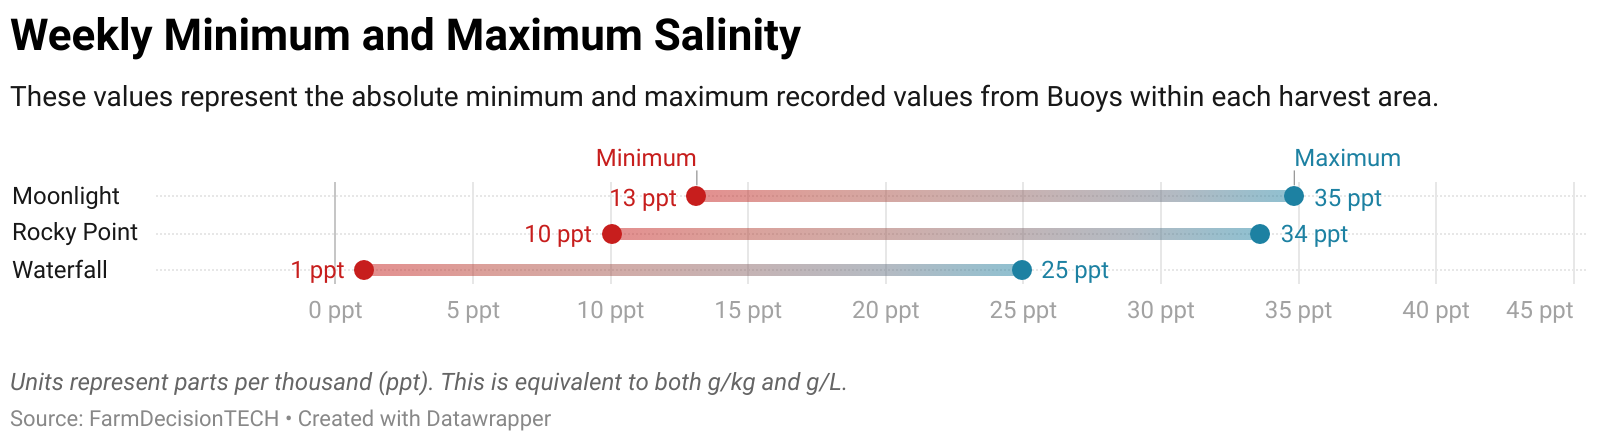 Weekly Minimum and Maximum Salinity
These values represent the absolute minimum and maximum recorded values from Buoys within each harvest area.
Minimum Maximum
Moonlight 13 ppt 35 ppt
Rocky Point 10 ppt 34 ppt
Waterfall 1 ppt 25 ppt
0 ppt 5 ppt 10 ppt 15 ppt 20 ppt 25 ppt 30 ppt 35 ppt 40 ppt 45 ppt
Units represent parts per thousand (ppt). This is equivalent to both g/kg and g/L.
Source: FarmDecisionTECH • Created with Datawrapper